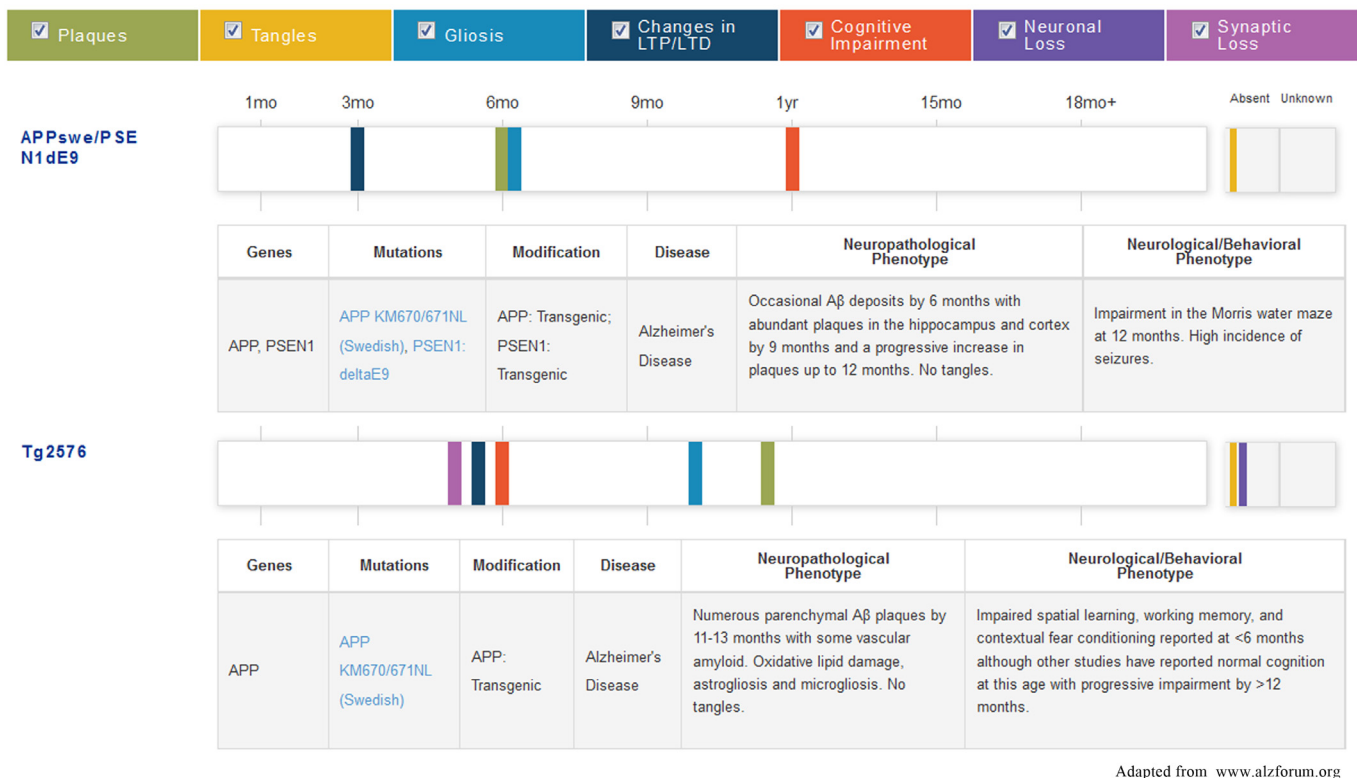 Plaques
Tangles
Gliosis
Changes in
LTP/LTD
Cognitive
Impairment
Neuronal
Loss
Synaptic
Loss
1mo 3mo 6mo 9mo 1yr 15mo 18mo+ Absent Unknown
APPswe/PSE
N1dE9
Genes
Mutations
Modification
Disease
Neuropathological
Phenotype
Neurological/Behavioral
Phenotype
APP, PSEN1
APP KM670/671NL
(Swedish), PSEN1:
deltaE9
APP: Transgenic;
PSEN1:
Transgenic
Alzheimer's
Disease
Occasional Aβ deposits by 6 months with
abundant plaques in the hippocampus and cortex
by 9 months and a progressive increase in
plaques up to 12 months. No tangles.
Impairment in the Morris water maze
at 12 months. High incidence of
seizures.
Tg2576
Genes
Mutations
Modification
Disease
Neuropathological
Phenotype
Neurological/Behavioral
Phenotype
APP
APP
KM670/671NL
(Swedish)
APP:
Transgenic
Alzheimer's
Disease
Numerous parenchymal Aβ plaques by
11-13 months with some vascular
amyloid. Oxidative lipid damage,
astrogliosis and microgliosis. No
tangles.
Impaired spatial learning, working memory, and
contextual fear conditioning reported at <6 months
although other studies have reported normal cognition
at this age with progressive impairment by >12
months.
Adapted from www.alzforum.org